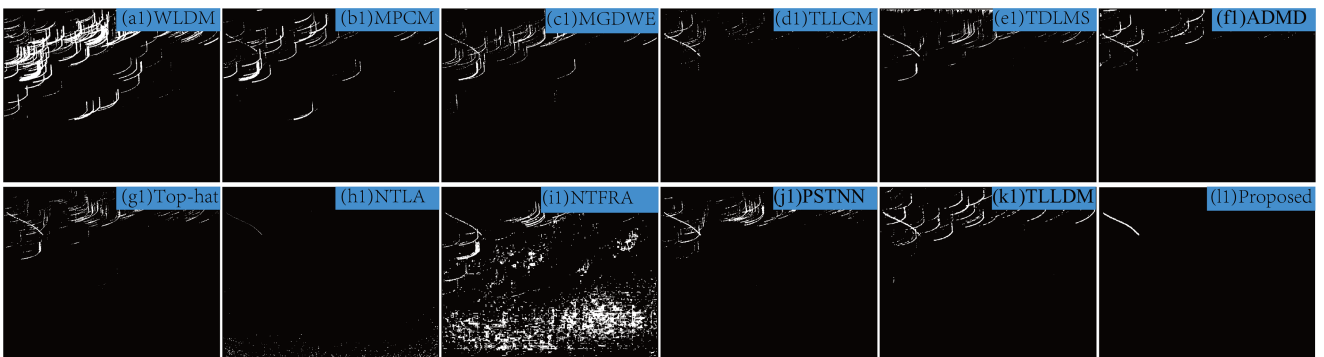 (a1)WLDM
(b1)MPCM
(c1)MGDWE
(d1)TLLCM
(e1)TDLMS
(f1)ADMD
(g1)Top-hat
(h1)NTLA
(i1)NTFRA
(j1)PSTNN
(k1)TLLDM
(l1)Proposed